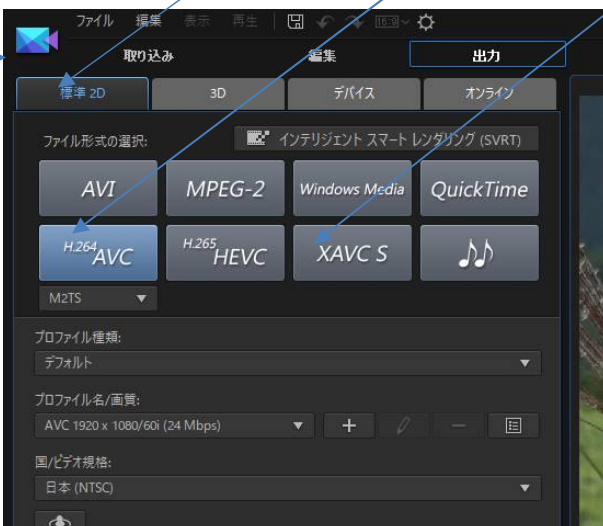 ファイル 編集 表示 再生 16:9
取り込み 編集 出力
標準 2D 3D デバイス オンライン
ファイル形式の選択: インテリジェント スマート レンダリング (SVRT)
AVI MPEG-2 Windows Media QuickTime
H.264 AVC H.265 HEVC XAVC S
M2TS
プロファイル種類:
デフォルト
プロファイル名/画質:
AVC 1920 x 1080/60i (24 Mbps)
国/ビデオ規格:
日本 (NTSC)